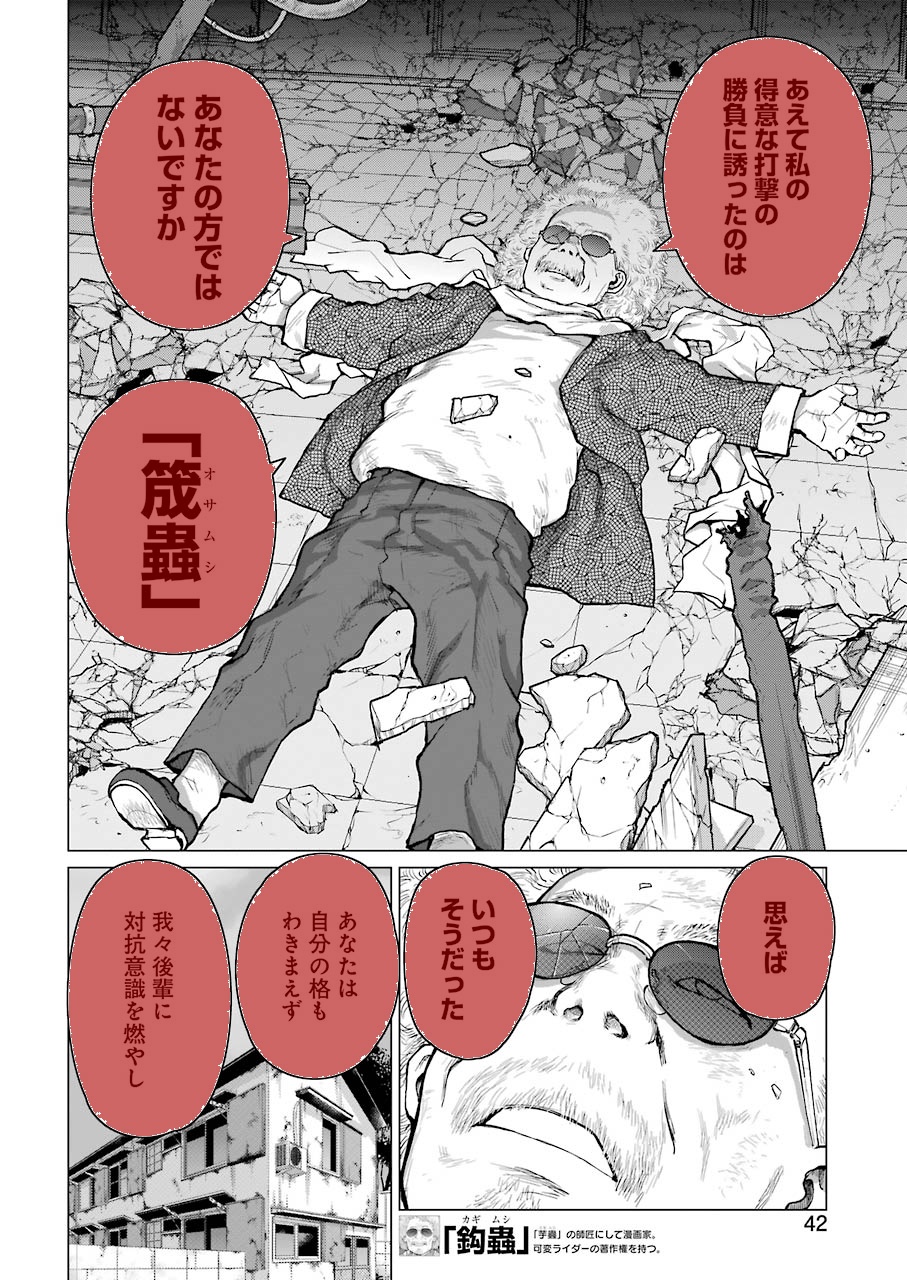 あえて私の
得意な打撃の
勝負に誘ったのは
あなたの方では
ないですか
「筬蟲」
オサムシ
思えば
いつも
そうだった
あなたは
自分の格も
わきまえず
我々後輩に
対抗意識を燃やし
カギムシ
「鈎蟲」
「芋蟲」の師匠にして漫画家。
可変ライダーの著作権を持つ。
42